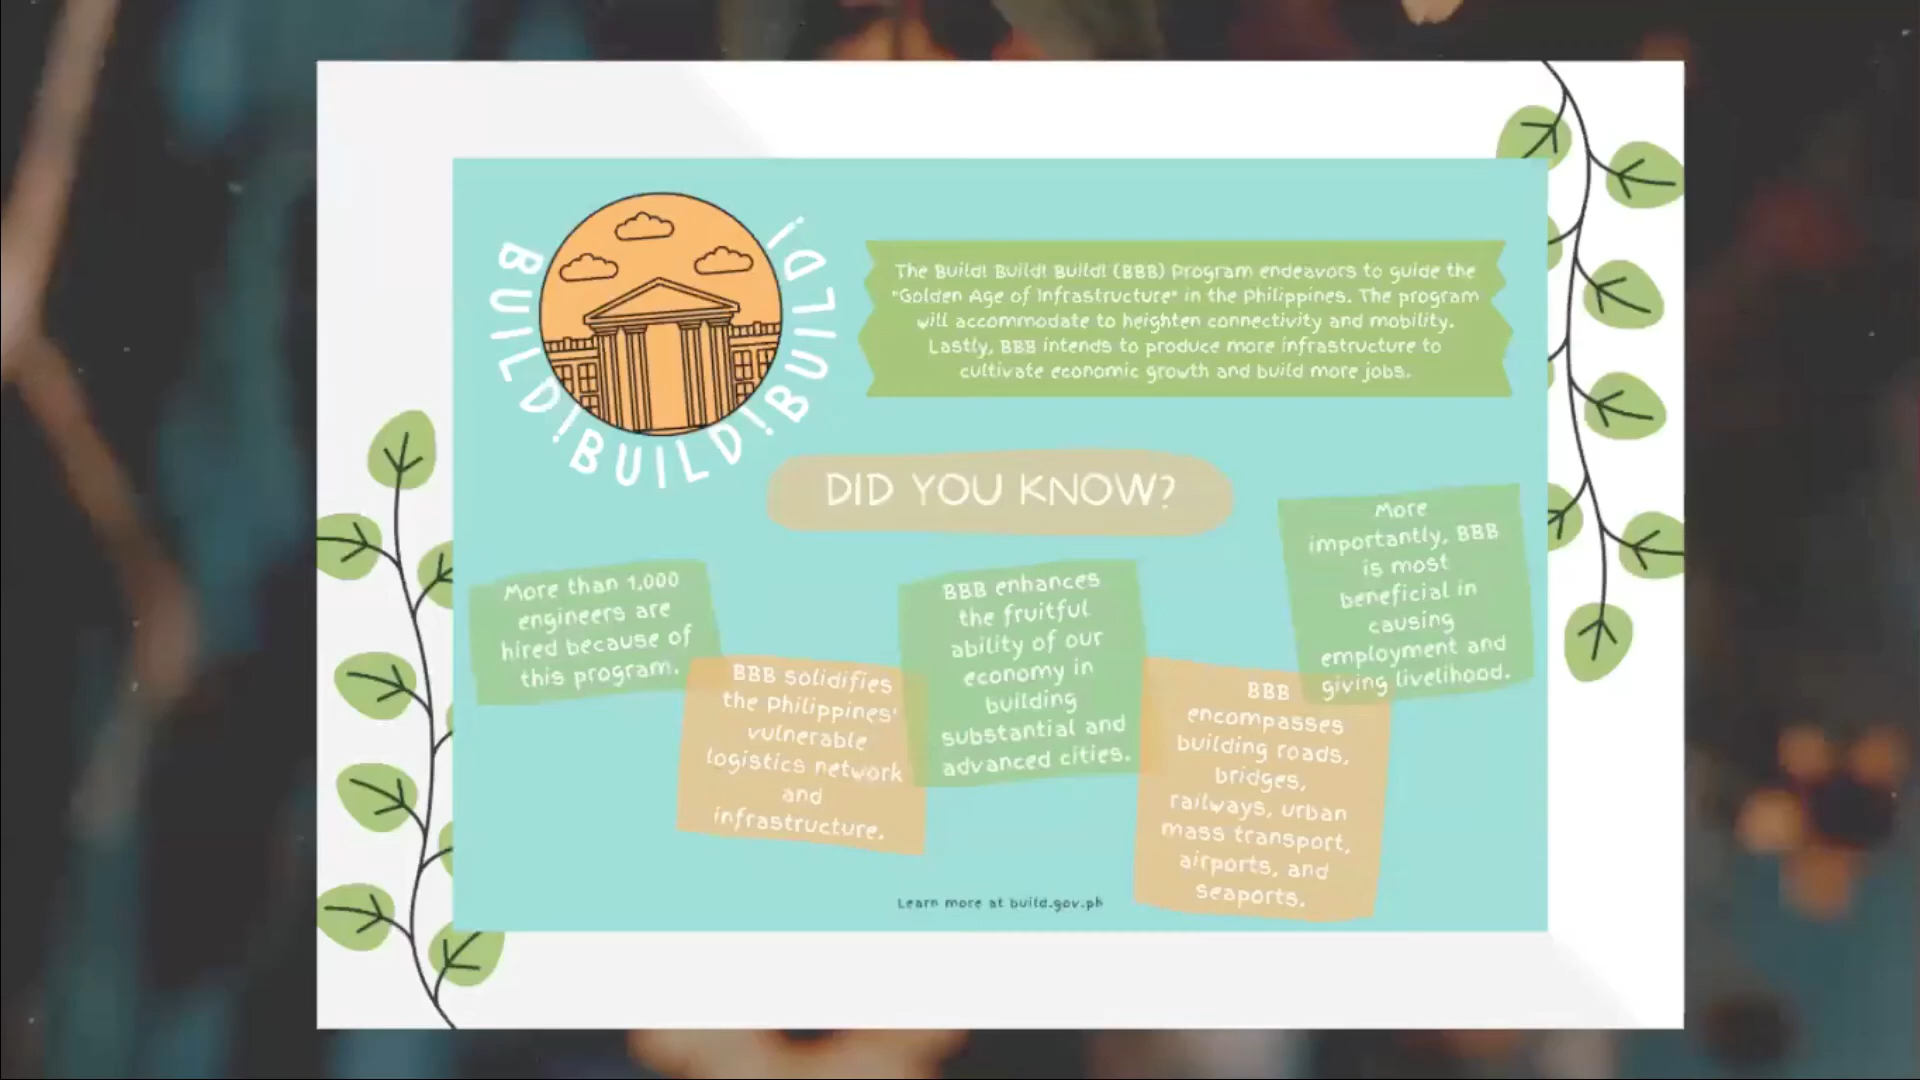 BUILD!BUILD!BUILD!
The Build! Build! Build! (BBB) Program endeavors to guide the
"Golden Age of Infrastructure" in the Philippines. The program
will accommodate to heighten connectivity and mobility.
Lastly, BBB intends to produce more infrastructure to
cultivate economic growth and build more jobs.
DID YOU KNOW?
More than 1,000
engineers are
hired because of
this program.
BBB solidifies
the Philippines'
vulnerable
logistics network
and
infrastructure.
BBB enhances
the fruitful
ability of our
economy in
building
substantial and
advanced cities.
BBB
encompasses
building roads,
bridges,
railways, urban
mass transport,
airports, and
seaports.
More
importantly, BBB
is most
beneficial in
causing
employment and
giving livelihood.
Learn more at build.gov.ph